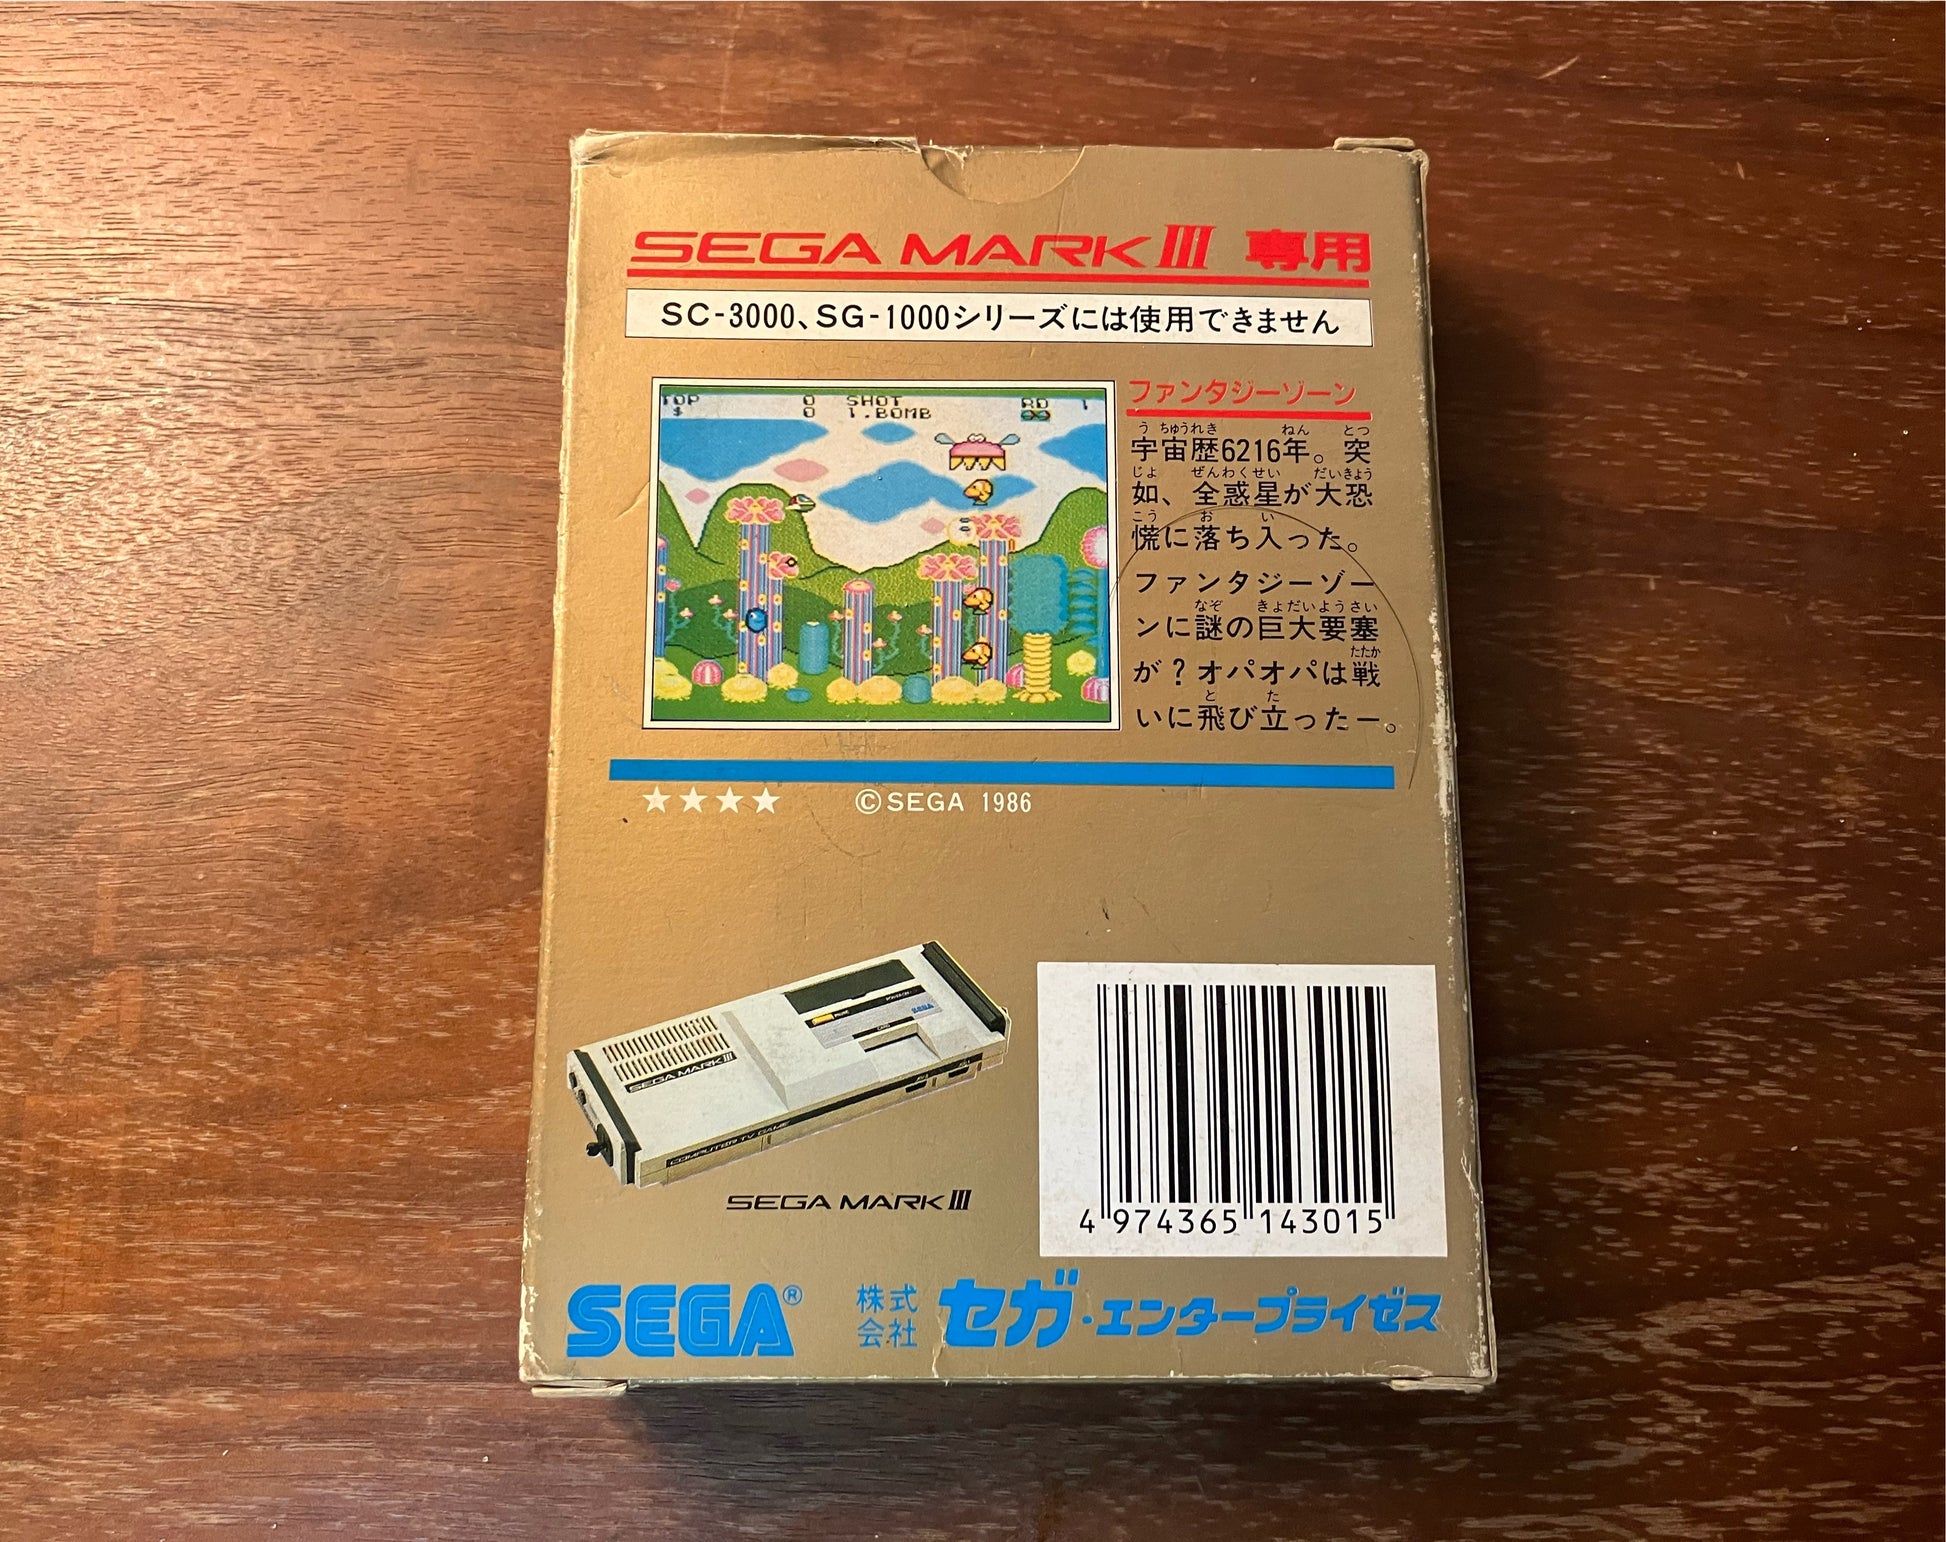 SEGA MARK III 専用
SC-3000、SG-1000シリーズには使用できません
TOP 0 SHOT RD 1
$ 0 T.BOMB
ファンタジーゾーン
う ちゅうれき ねん とつ
宇宙歴6216年。突
じょ ぜんわくせい だいきょう
如、全惑星が大恐
こう お い
慌に落ち入った。
ファンタジーゾー
なぞ きょだいようさい
ンに謎の巨大要塞
たたか
が?オパオパは戦
と た
いに飛び立ったー。
★★★★ ©SEGA 1986
SEGA
SEGA MARK III
COMPUTER TV GAME
SEGA MARK III
4 974365 143015
SEGA®
株式会社 セガ・エンタープライゼス